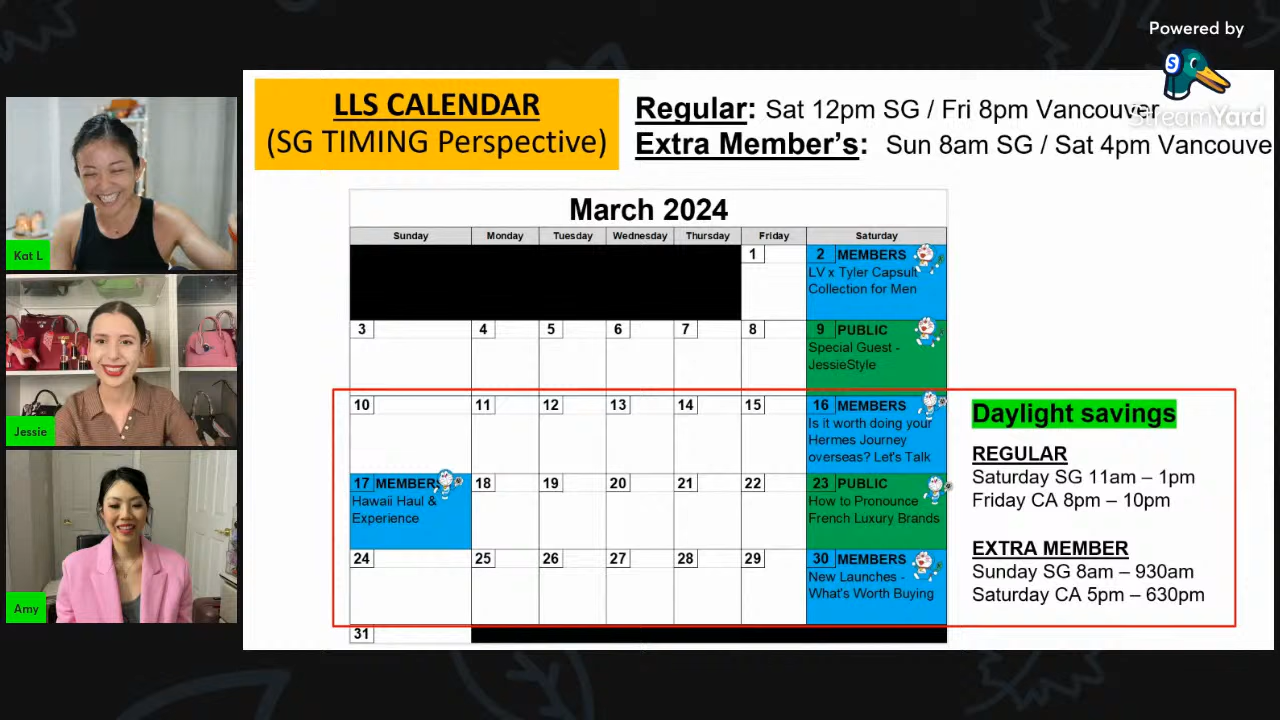 Powered by
StreamYard
LLS CALENDAR
(SG TIMING Perspective)
Regular: Sat 12pm SG / Fri 8pm Vancouver
Extra Member's: Sun 8am SG / Sat 4pm Vancouve
March 2024
Sunday Monday Tuesday Wednesday Thursday Friday Saturday
1 2 MEMBERS
LV x Tyler Capsule
Collection for Men
3 4 5 6 7 8 9 PUBLIC
Special Guest -
JessieStyle
10 11 12 13 14 15 16 MEMBERS
Is it worth doing your
Hermes Journey
overseas? Let's Talk
17 MEMBERS
Hawaii Haul &
Experience
18 19 20 21 22 23 PUBLIC
How to Pronounce
French Luxury Brands
24 25 26 27 28 29 30 MEMBERS
New Launches -
What's Worth Buying
31
Daylight savings
REGULAR
Saturday SG 11am – 1pm
Friday CA 8pm – 10pm
EXTRA MEMBER
Sunday SG 8am – 930am
Saturday CA 5pm – 630pm
Kat L
Jessie
Amy